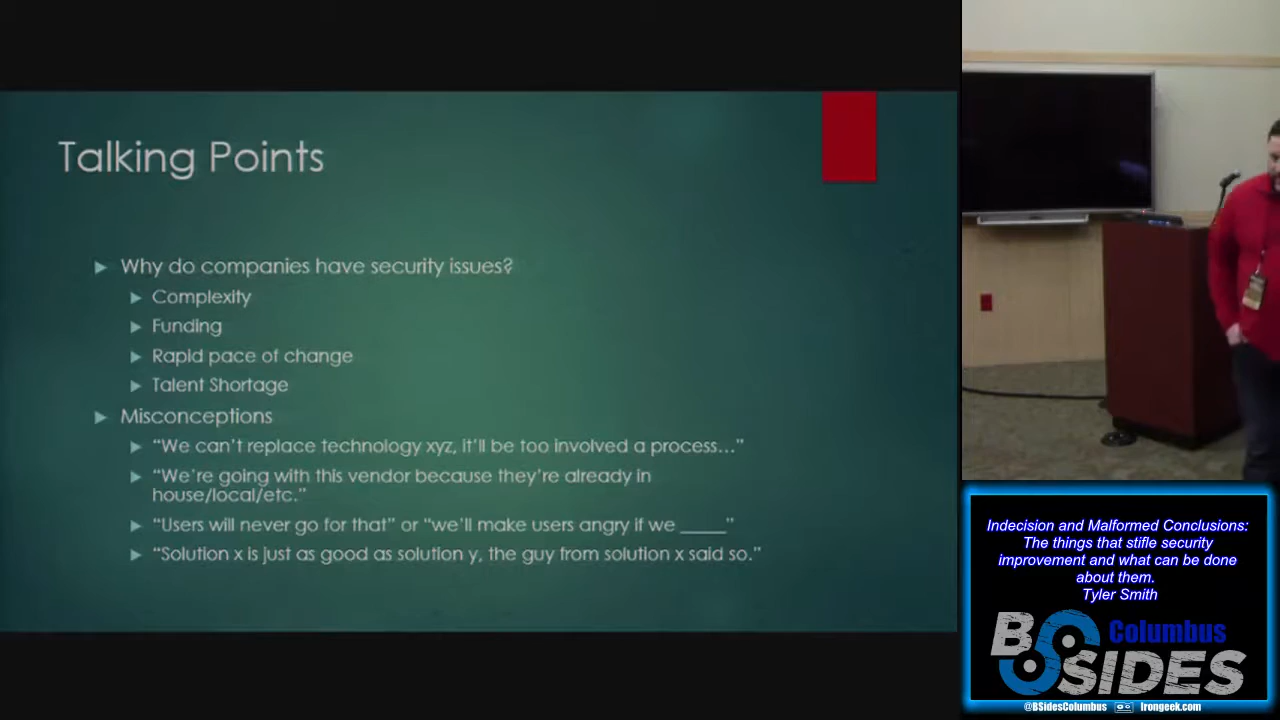 Talking Points
Why do companies have security issues?
Complexity
Funding
Rapid pace of change
Talent Shortage
Misconceptions
“We can’t replace technology xyz, it’ll be too involved a process…”
“We’re going with this vendor because they’re already in
house/local/etc.”
“Users will never go for that” or “we’ll make users angry if we _____”
“Solution x is just as good as solution y, the guy from solution x said so.”
Indecision and Malformed Conclusions:
The things that stifle security
improvement and what can be done
about them.
Tyler Smith
BSIDES Columbus
@BSidesColumbus Irongeek.com